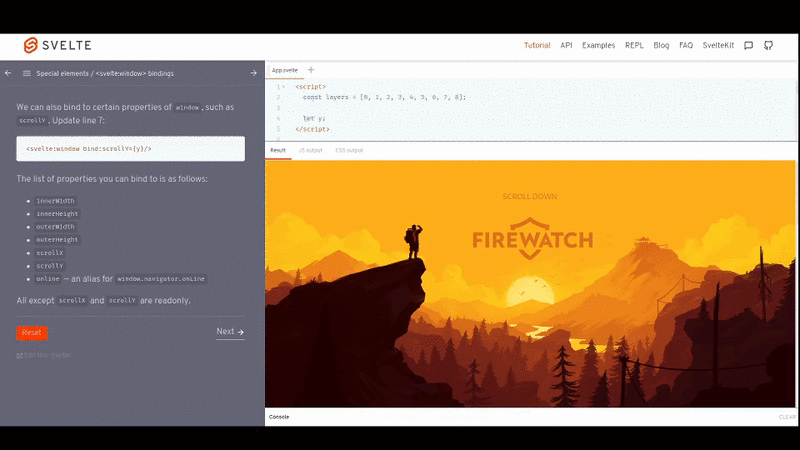 SVELTE
Tutorial API Examples REPL Blog FAQ SvelteKit
Special elements / <svelte:window> bindings
We can also bind to certain properties of window, such as
scrollY. Update line 7:
<svelte:window bind:scrollY={y}/>
The list of properties you can bind to is as follows:
innerWidth
innerHeight
outerWidth
outerHeight
scrollX
scrollY
online — an alias for window.navigator.onLine
All except scrollX and scrollY are readonly.
Reset
Next
Edit this chapter
App.svelte
1 <script>
2 const layers = [0, 1, 2, 3, 4, 5, 6, 7, 8];
3
4 let y;
5 </script>
6
Result JS output CSS output
SCROLL DOWN
FIREWATCH
Console
CLEAR